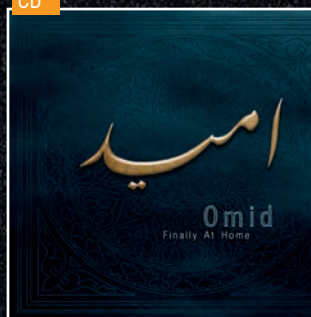 CD
امید
Omid
Finally At Home